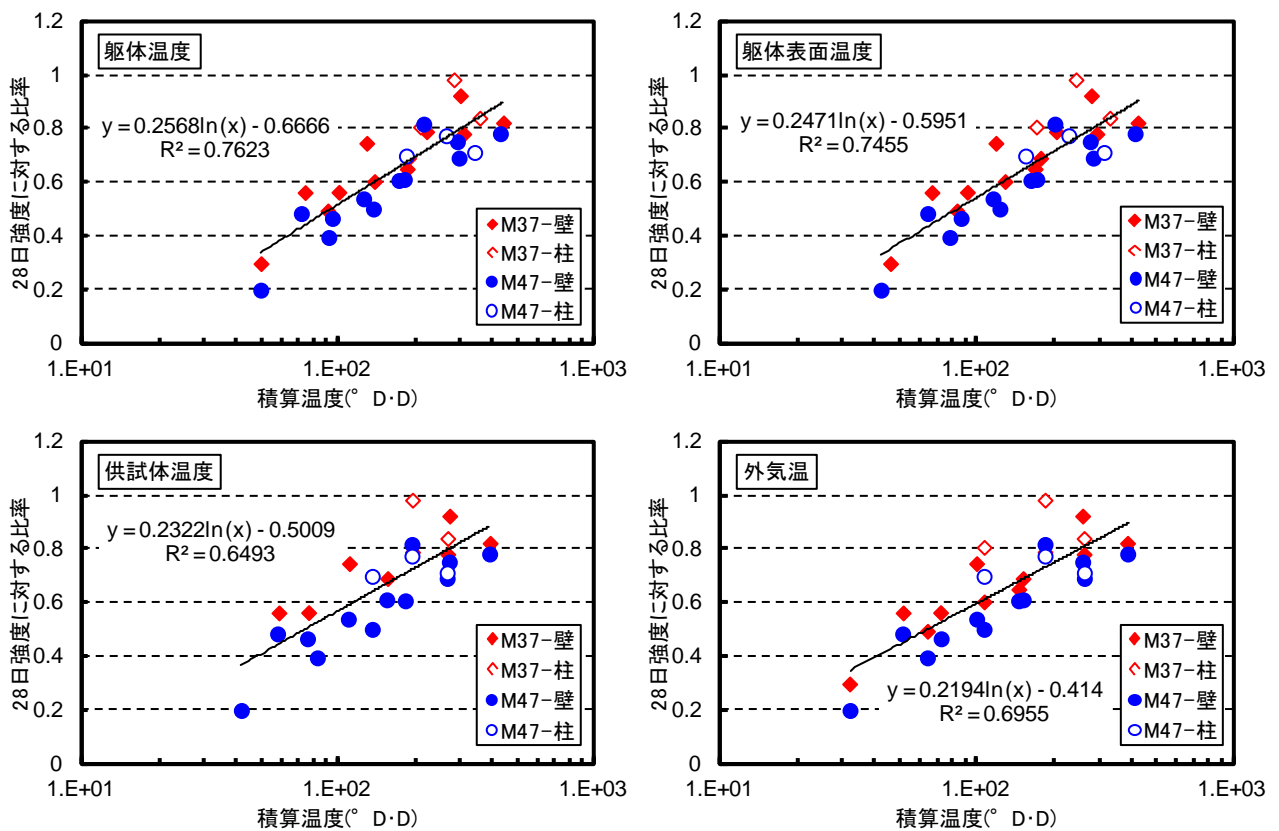 1.2
1
0.8
0.6
0.4
0.2
0
28日強度に対する比率
躯体温度
y = 0.2568ln(x) - 0.6666
R² = 0.7623
M37-壁
M37-柱
M47-壁
M47-柱
1.E+01
1.E+02
1.E+03
積算温度(°D·D)
1.2
1
0.8
0.6
0.4
0.2
0
28日強度に対する比率
躯体表面温度
y = 0.2471ln(x) - 0.5951
R² = 0.7455
M37-壁
M37-柱
M47-壁
M47-柱
1.E+01
1.E+02
1.E+03
積算温度(°D·D)
1.2
1
0.8
0.6
0.4
0.2
0
28日強度に対する比率
供試体温度
y = 0.2322ln(x) - 0.5009
R² = 0.6493
M37-壁
M37-柱
M47-壁
M47-柱
1.E+01
1.E+02
1.E+03
積算温度(°D·D)
1.2
1
0.8
0.6
0.4
0.2
0
28日強度に対する比率
外気温
y = 0.2194ln(x) - 0.414
R² = 0.6955
M37-壁
M37-柱
M47-壁
M47-柱
1.E+01
1.E+02
1.E+03
積算温度(°D·D)